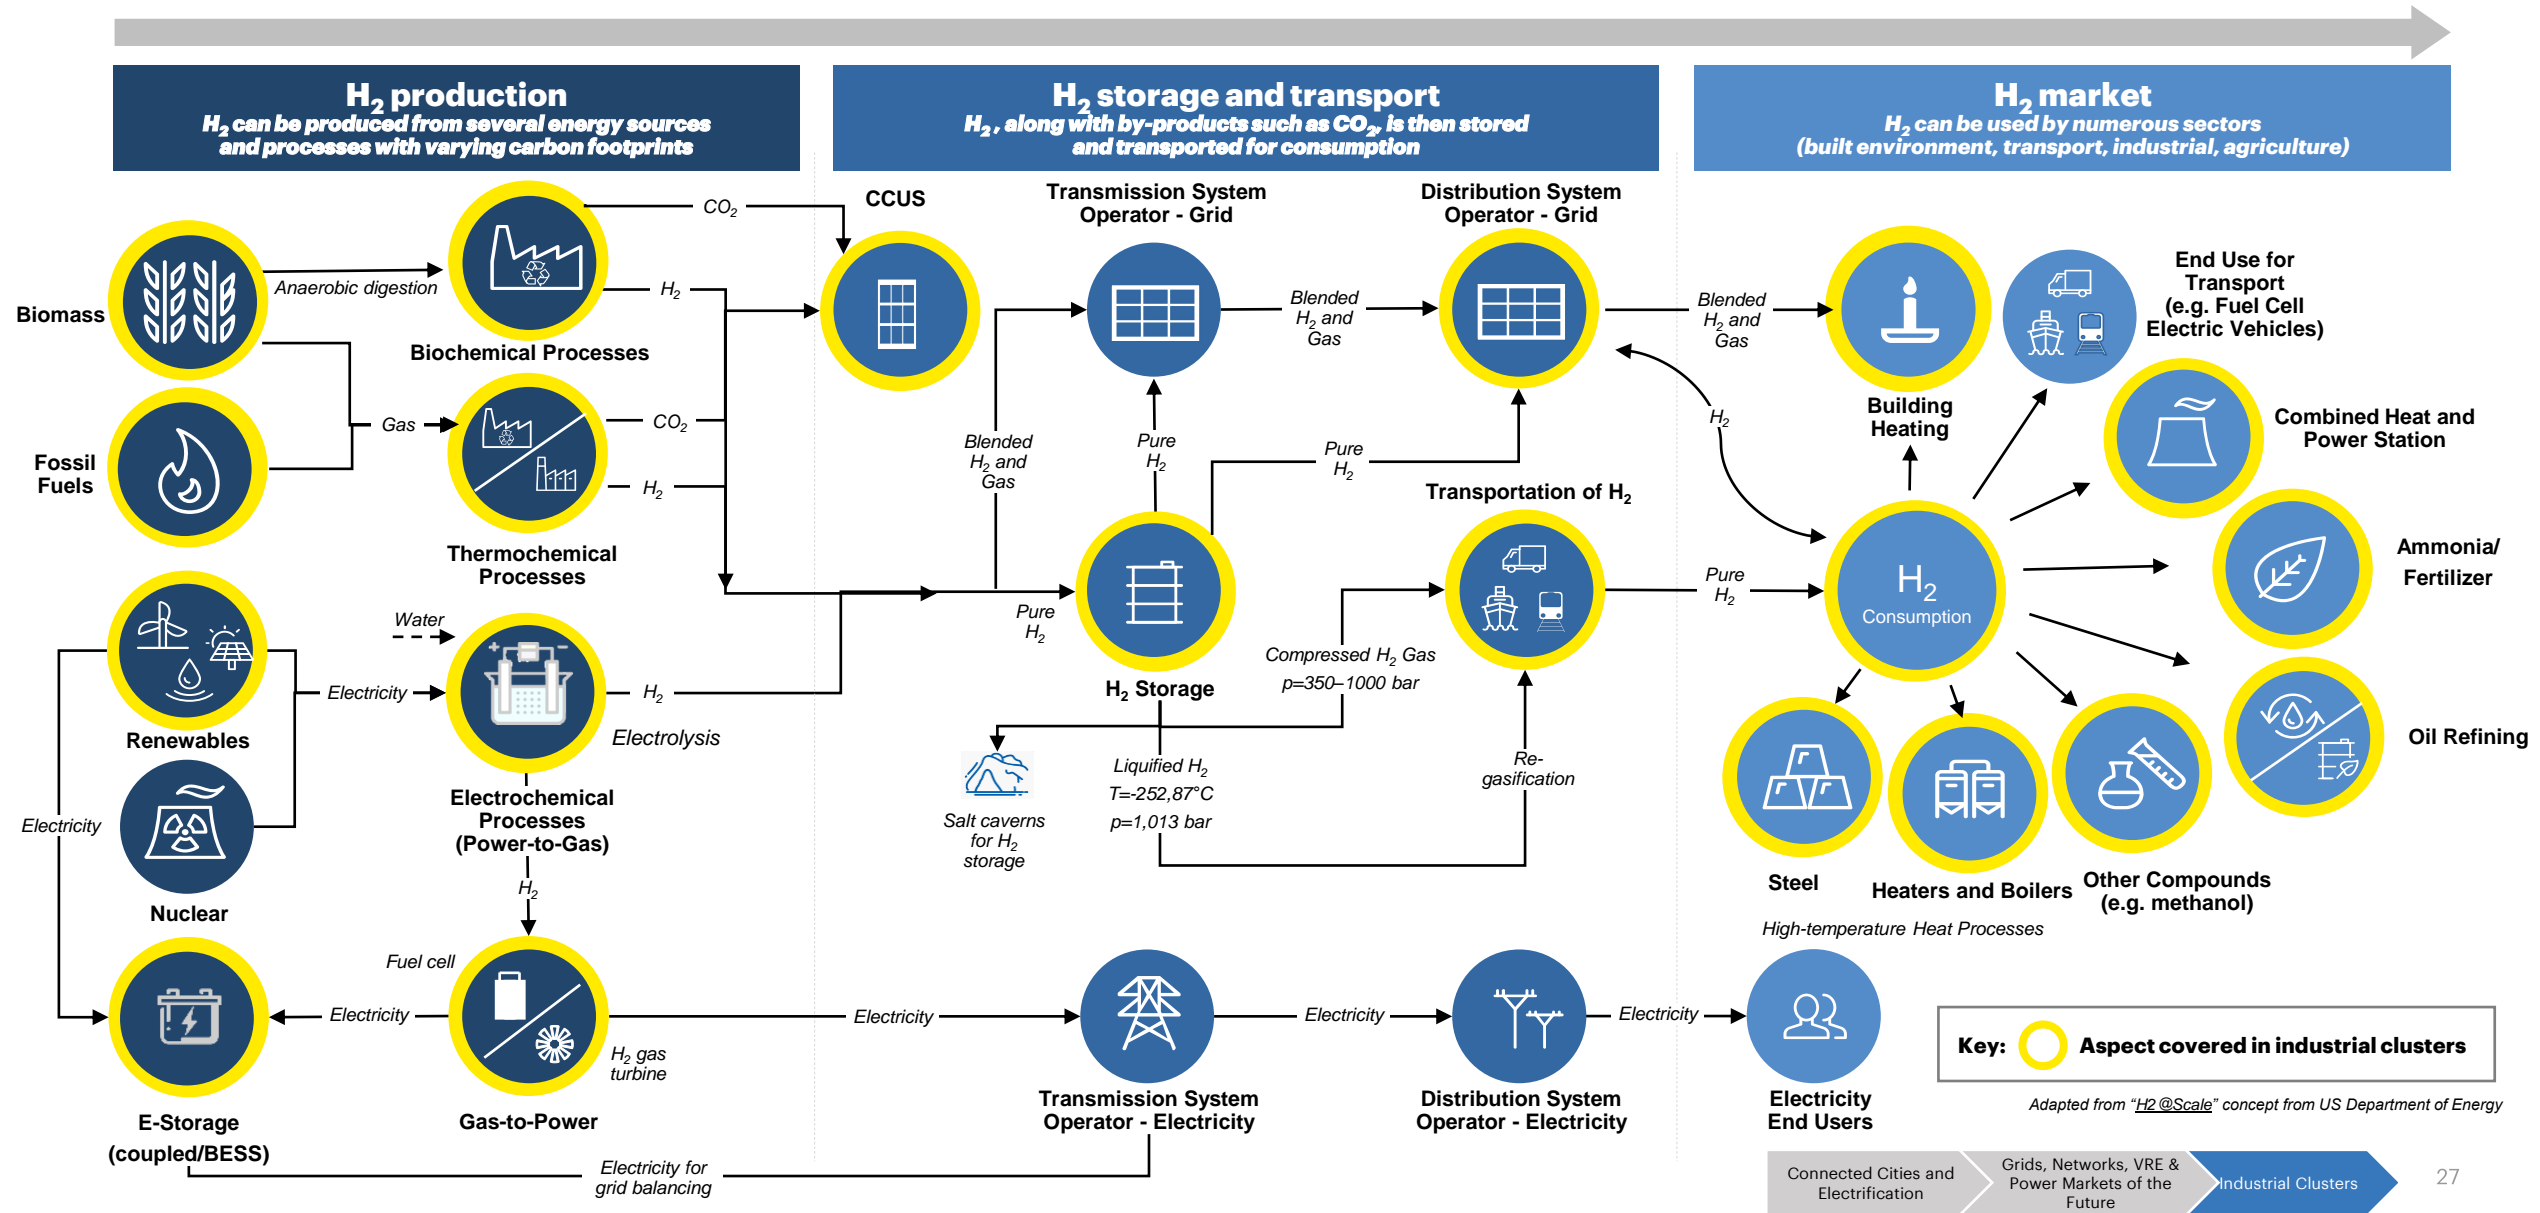 H2 production
H2 can be produced from several energy sources
and processes with varying carbon footprints
H2 storage and transport
H2 , along with by-products such as CO2, is then stored
and transported for consumption
H2 market
H2 can be used by numerous sectors
(built environment, transport, industrial, agriculture)
Biomass
Anaerobic digestion
Biochemical Processes
CO2
H2
Fossil
Fuels
Gas
CO2
H2
Thermochemical
Processes
Renewables
Water
Electricity
H2
Electrolysis
Nuclear
Electricity
Electrochemical
Processes
(Power-to-Gas)
H2
Fuel cell
Electricity
H2 gas
turbine
E-Storage
(coupled/BESS)
Gas-to-Power
Electricity for
grid balancing
CCUS
Transmission System
Operator - Grid
Distribution System
Operator - Grid
Blended
H2 and
Gas
Blended
H2 and
Gas
Pure
H2
Pure
H2
Transportation of H2
Pure
H2
H2 Storage
Compressed H2 Gas
p=350–1000 bar
Salt caverns
for H2
storage
Liquified H2
T=-252,87°C
p=1,013 bar
Re-
gasification
Electricity
Electricity
Electricity
Transmission System
Operator - Electricity
Distribution System
Operator - Electricity
Blended
H2 and
Gas
H2
Pure
H2
Building
Heating
End Use for
Transport
(e.g. Fuel Cell
Electric Vehicles)
Combined Heat and
Power Station
Ammonia/
Fertilizer
H2
Consumption
Oil Refining
Steel
Heaters and Boilers
Other Compounds
(e.g. methanol)
High-temperature Heat Processes
Electricity
End Users
Key:
Aspect covered in industrial clusters
Adapted from “H2@Scale” concept from US Department of Energy
Connected Cities and
Electrification
Grids, Networks, VRE &
Power Markets of the
Future
Industrial Clusters
27